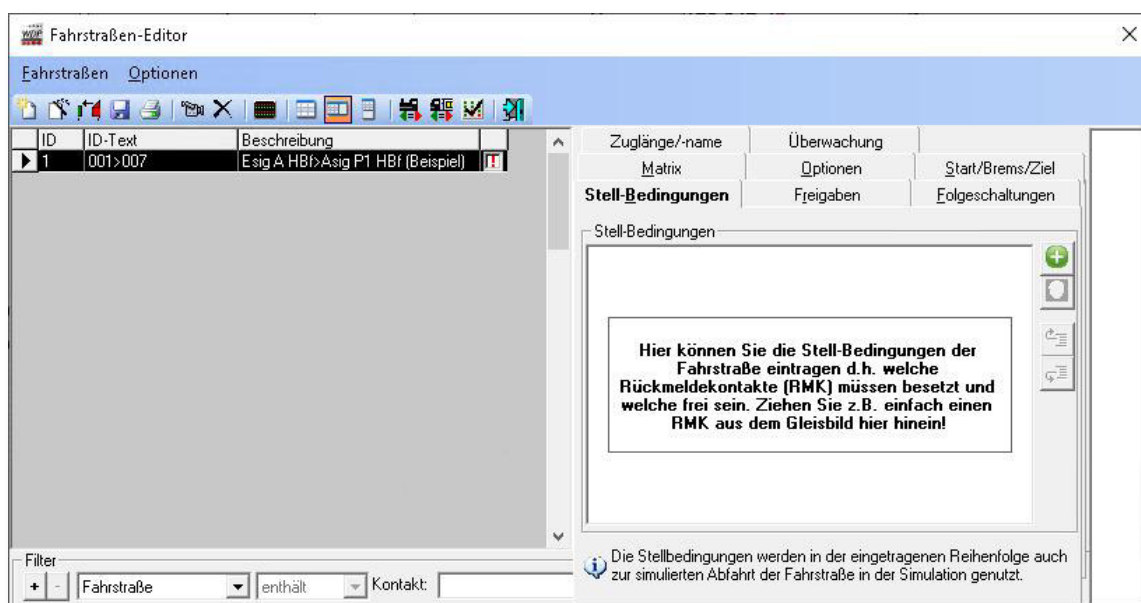 WDP
Fahrstraßen-Editor
Fahrstraßen Optionen
ID ID-Text Beschreibung
1 001>007 Esig A HBf>Asig P1 HBf (Beispiel)
Zuglänge/-name Überwachung
Matrix Optionen Start/Brems/Ziel
Stell-Bedingungen Freigaben Folgeschaltungen
Stell-Bedingungen
Hier können Sie die Stell-Bedingungen der
Fahrstraße eintragen d.h. welche
Rückmeldekontakte (RMK) müssen besetzt und
welche frei sein. Ziehen Sie z.B. einfach einen
RMK aus dem Gleisbild hier hinein!
Die Stellbedingungen werden in der eingetragenen Reihenfolge auch
zur simulierten Abfahrt der Fahrstraße in der Simulation genutzt.
Filter
+ - Fahrstraße enthält Kontakt: